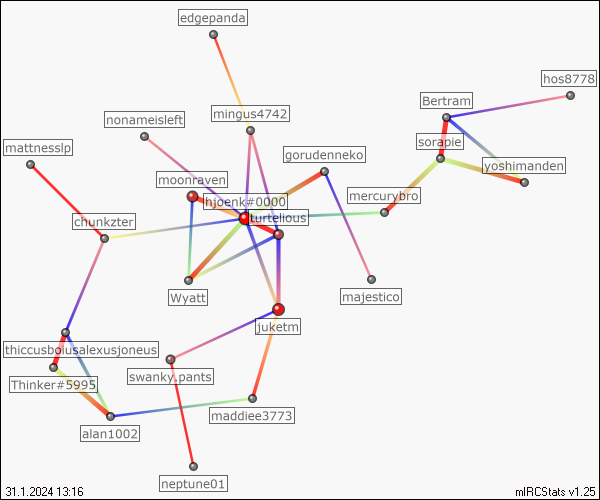 edgepanda
hos8778
Bertram
nonameisleft
mingus4742
sorapie
mattnesslp
gorudenneko
yoshimanden
moonraven
mercurybro
hjoenk#0000
turtelious
chunkzter
Wyatt
majestico
juketm
thiccusboiusalexusjoneus
swanky.pants
Thinker#5995
maddiee3773
alan1002
neptune01
31.1.2024 13:16
mIRCStats v1.25